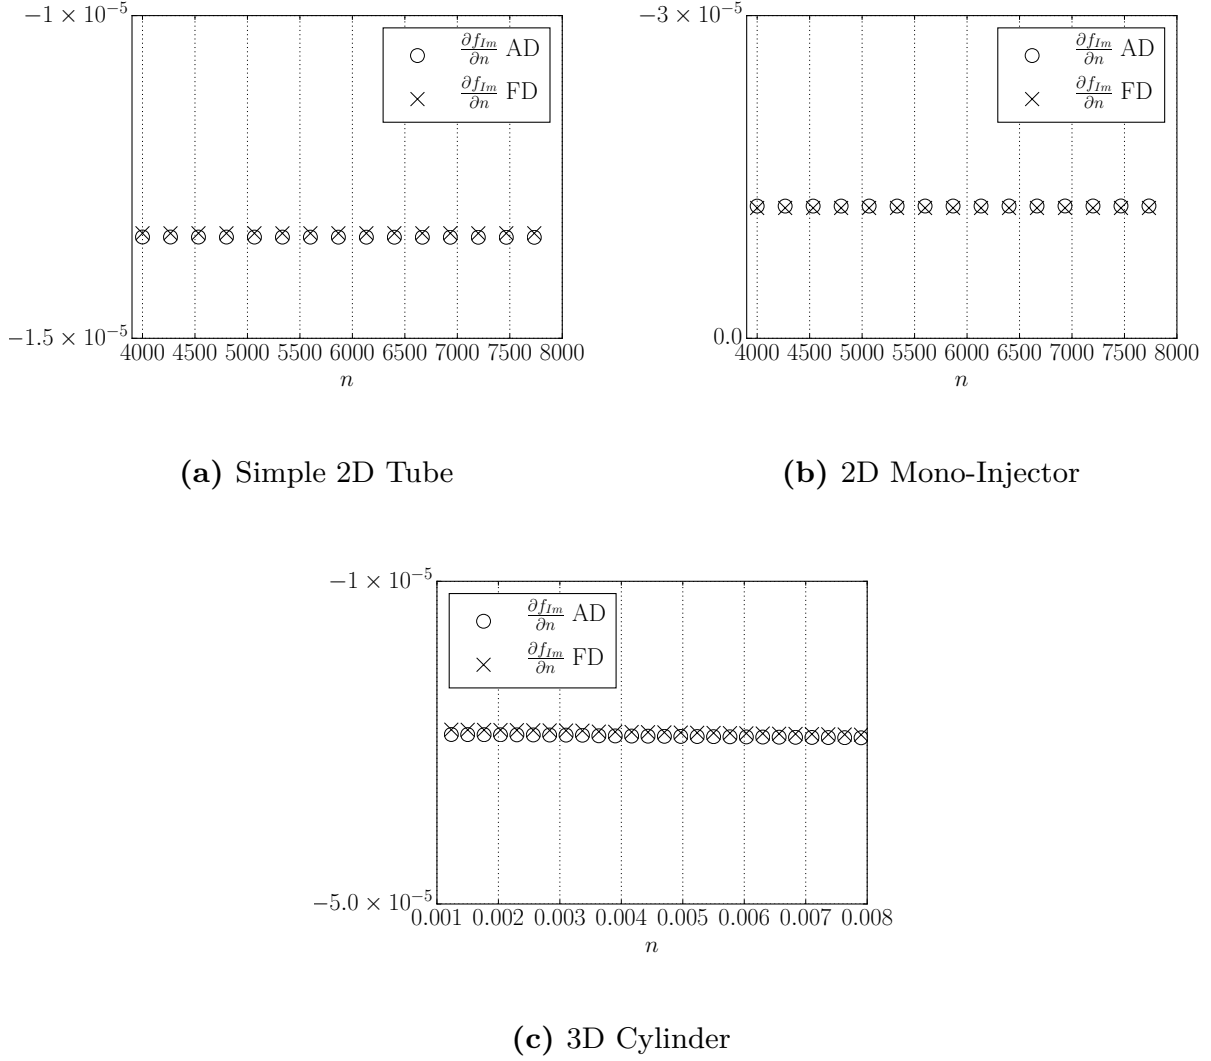 −1 × 10⁻⁵
∂f_Im/∂n AD
∂f_Im/∂n FD
−1.5 × 10⁻⁵
4000 4500 5000 5500 6000 6500 7000 7500 8000
n
(a) Simple 2D Tube
−3 × 10⁻⁵
∂f_Im/∂n AD
∂f_Im/∂n FD
0.0
4000 4500 5000 5500 6000 6500 7000 7500 8000
n
(b) 2D Mono-Injector
−1 × 10⁻⁵
∂f_Im/∂n AD
∂f_Im/∂n FD
−5.0 × 10⁻⁵
0.001 0.002 0.003 0.004 0.005 0.006 0.007 0.008
n
(c) 3D Cylinder